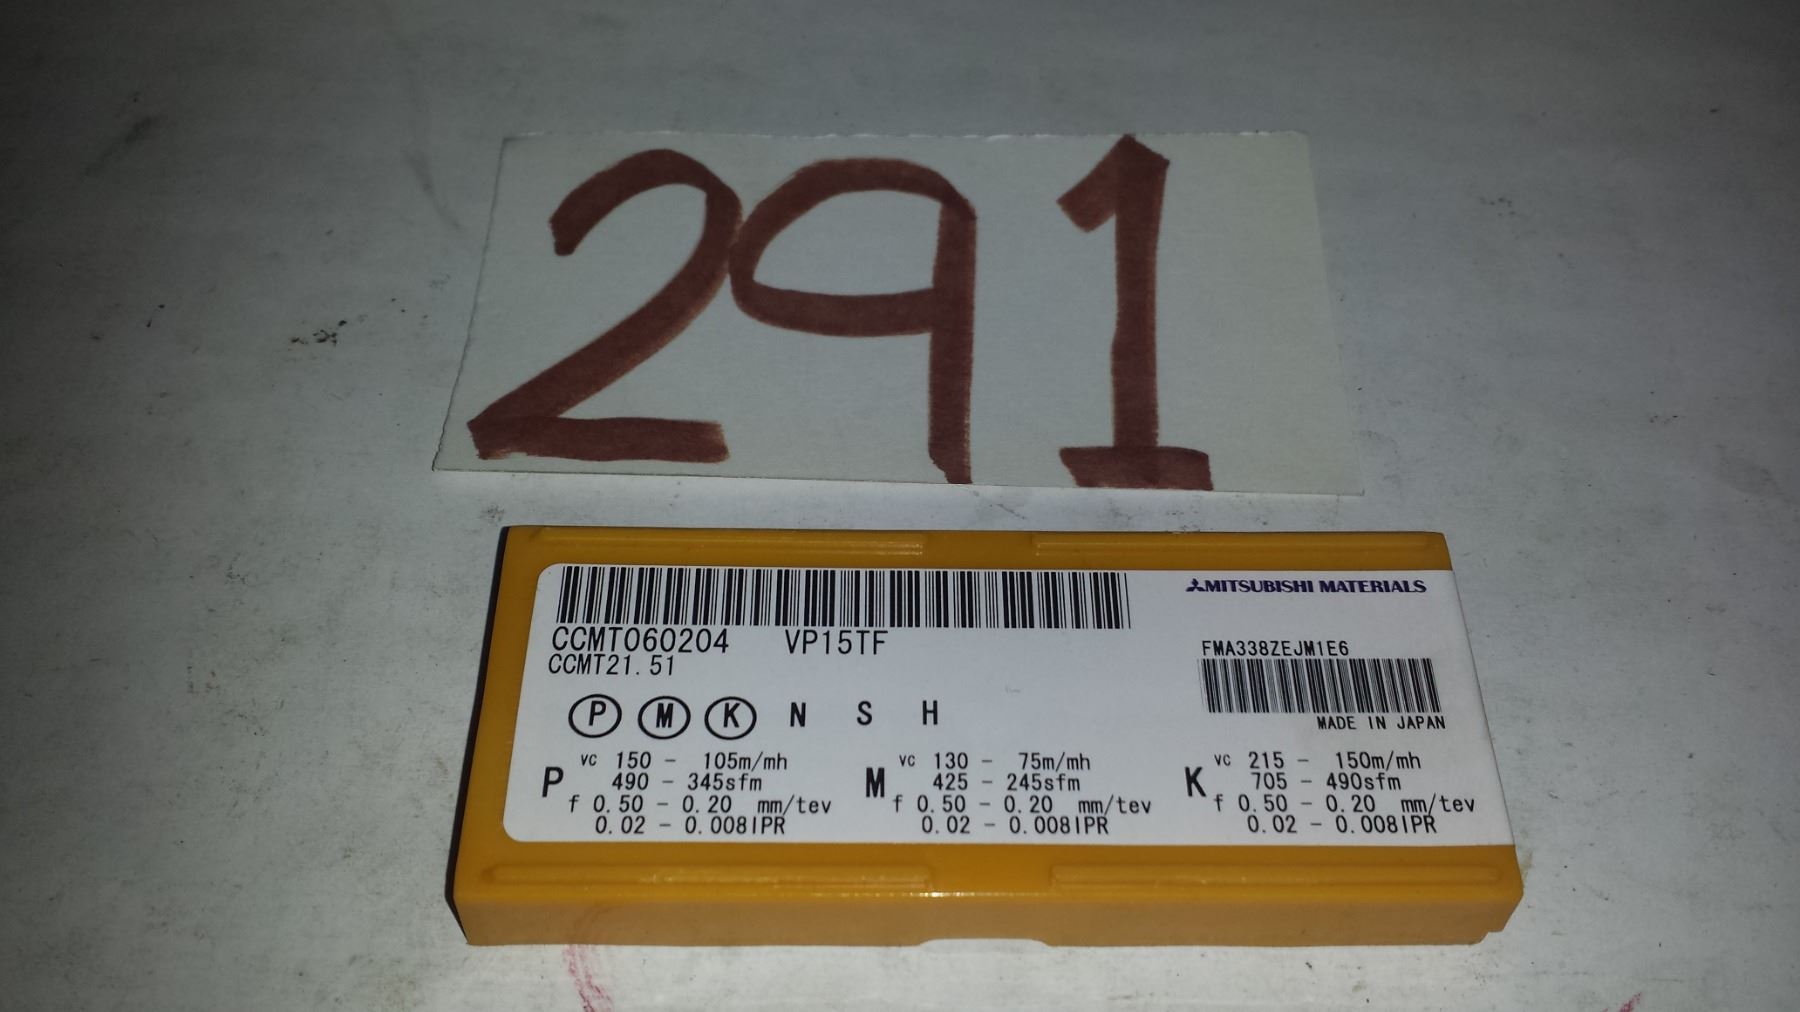 291
MITSUBISHI MATERIALS
CCMT060204 VP15TF
CCMT21.51
FMA338ZEJM1E6
MADE IN JAPAN
P M K N S H
P vc 150 - 105m/mh
490 - 345sfm
f 0.50 - 0.20 mm/tev
0.02 - 0.008IPR
M vc 130 - 75m/mh
425 - 245sfm
f 0.50 - 0.20 mm/tev
0.02 - 0.008IPR
K vc 215 - 150m/mh
705 - 490sfm
f 0.50 - 0.20 mm/tev
0.02 - 0.008IPR